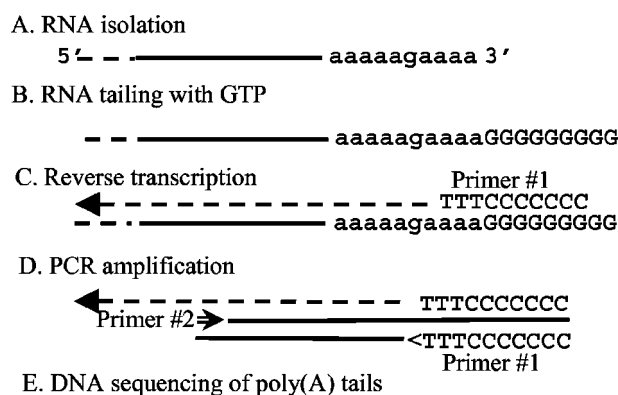 A. RNA isolation
5' aaaaagaaaa 3'
B. RNA tailing with GTP
aaaaagaaaaGGGGGGGGG
C. Reverse transcription Primer #1
TTTCCCCCCC
aaaaagaaaaGGGGGGGGG
D. PCR amplification
TTTCCCCCCC
Primer #2
<TTTCCCCCCC
Primer #1
E. DNA sequencing of poly(A) tails